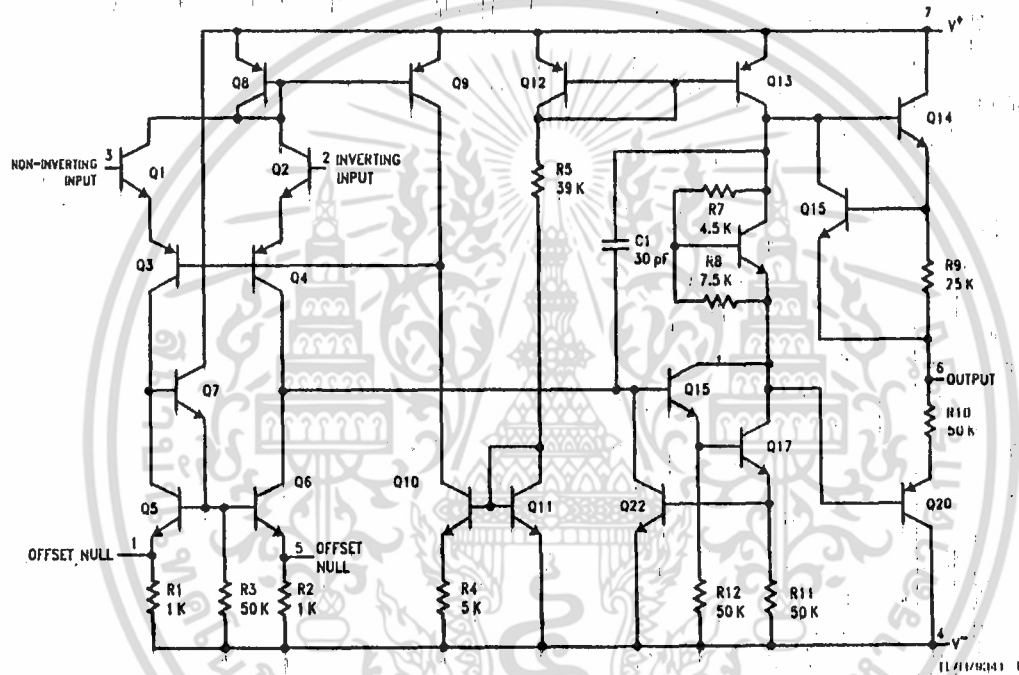 7
V+
Q8
Q9
Q12
Q13
Q14
NON-INVERTING
INPUT
3
Q1
Q2
2
INVERTING
INPUT
R5
39 K
Q15
R7
4.5 K
C1
30 pF
R8
7.5 K
R9
25 K
Q3
Q4
6
OUTPUT
Q7
Q15
R10
50 K
Q17
Q5
Q6
Q10
Q11
Q22
Q20
OFFSET NULL
1
5
OFFSET
NULL
R1
1 K
R3
50 K
R2
1 K
R4
5 K
R12
50 K
R11
50 K
4
V-